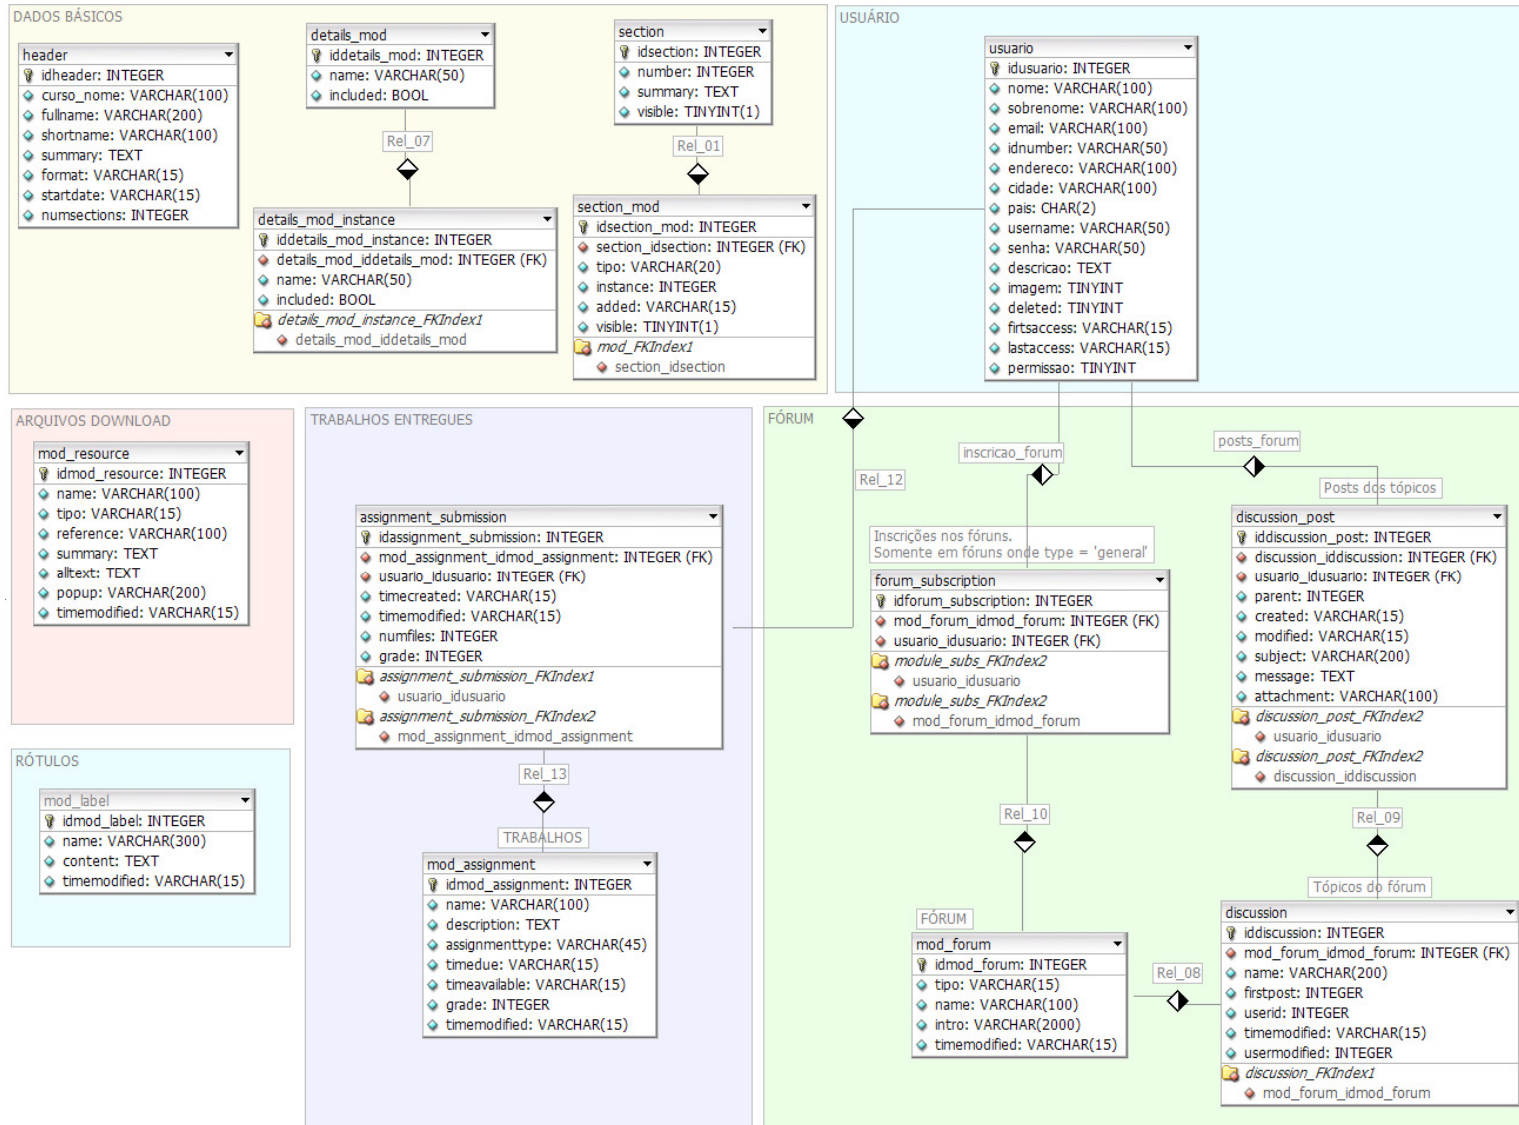 DADOS BÁSICOS
header
idheader: INTEGER
curso_nome: VARCHAR(100)
fullname: VARCHAR(200)
shortname: VARCHAR(100)
summary: TEXT
format: VARCHAR(15)
startdate: VARCHAR(15)
numsections: INTEGER
details_mod
iddetails_mod: INTEGER
name: VARCHAR(50)
included: BOOL
Rel_07
details_mod_instance
iddetails_mod_instance: INTEGER
details_mod_iddetails_mod: INTEGER (FK)
name: VARCHAR(50)
included: BOOL
details_mod_instance_FKIndex1
details_mod_iddetails_mod
section
idsection: INTEGER
number: INTEGER
summary: TEXT
visible: TINYINT(1)
Rel_01
section_mod
idsection_mod: INTEGER
section_idsection: INTEGER (FK)
tipo: VARCHAR(20)
instance: INTEGER
added: VARCHAR(15)
visible: TINYINT(1)
mod_FKIndex1
section_idsection
USUÁRIO
usuario
idusuario: INTEGER
nome: VARCHAR(100)
sobrenome: VARCHAR(100)
email: VARCHAR(100)
idnumber: VARCHAR(50)
endereco: VARCHAR(100)
cidade: VARCHAR(100)
pais: CHAR(2)
username: VARCHAR(50)
senha: VARCHAR(50)
descricao: TEXT
imagem: TINYINT
deleted: TINYINT
firtsaccess: VARCHAR(15)
lastaccess: VARCHAR(15)
permissao: TINYINT
ARQUIVOS DOWNLOAD
mod_resource
idmod_resource: INTEGER
name: VARCHAR(100)
tipo: VARCHAR(15)
reference: VARCHAR(100)
summary: TEXT
alltext: TEXT
popup: VARCHAR(200)
timemodified: VARCHAR(15)
RÓTULOS
mod_label
idmod_label: INTEGER
name: VARCHAR(300)
content: TEXT
timemodified: VARCHAR(15)
TRABALHOS ENTREGUES
assignment_submission
idassignment_submission: INTEGER
mod_assignment_idmod_assignment: INTEGER (FK)
usuario_idusuario: INTEGER (FK)
timecreated: VARCHAR(15)
timemodified: VARCHAR(15)
numfiles: INTEGER
grade: INTEGER
assignment_submission_FKIndex1
usuario_idusuario
assignment_submission_FKIndex2
mod_assignment_idmod_assignment
Rel_13
TRABALHOS
mod_assignment
idmod_assignment: INTEGER
name: VARCHAR(100)
description: TEXT
assignmenttype: VARCHAR(45)
timedue: VARCHAR(15)
timeavailable: VARCHAR(15)
grade: INTEGER
timemodified: VARCHAR(15)
FÓRUM
Rel_12
inscricao_forum
posts_forum
Inscrições nos fóruns.
Somente em fóruns onde type = 'general'
forum_subscription
idforum_subscription: INTEGER
mod_forum_idmod_forum: INTEGER (FK)
usuario_idusuario: INTEGER (FK)
module_subs_FKIndex2
usuario_idusuario
module_subs_FKIndex2
mod_forum_idmod_forum
Rel_10
FÓRUM
mod_forum
idmod_forum: INTEGER
tipo: VARCHAR(15)
name: VARCHAR(100)
intro: VARCHAR(2000)
timemodified: VARCHAR(15)
Posts dos tópicos
discussion_post
iddiscussion_post: INTEGER
discussion_iddiscussion: INTEGER (FK)
usuario_idusuario: INTEGER (FK)
parent: INTEGER
created: VARCHAR(15)
modified: VARCHAR(15)
subject: VARCHAR(200)
message: TEXT
attachment: VARCHAR(100)
discussion_post_FKIndex2
usuario_idusuario
discussion_post_FKIndex2
discussion_iddiscussion
Rel_09
Tópicos do fórum
Rel_08
discussion
iddiscussion: INTEGER
mod_forum_idmod_forum: INTEGER (FK)
name: VARCHAR(200)
firstpost: INTEGER
userid: INTEGER
timemodified: VARCHAR(15)
usermodified: INTEGER
discussion_FKIndex1
mod_forum_idmod_forum